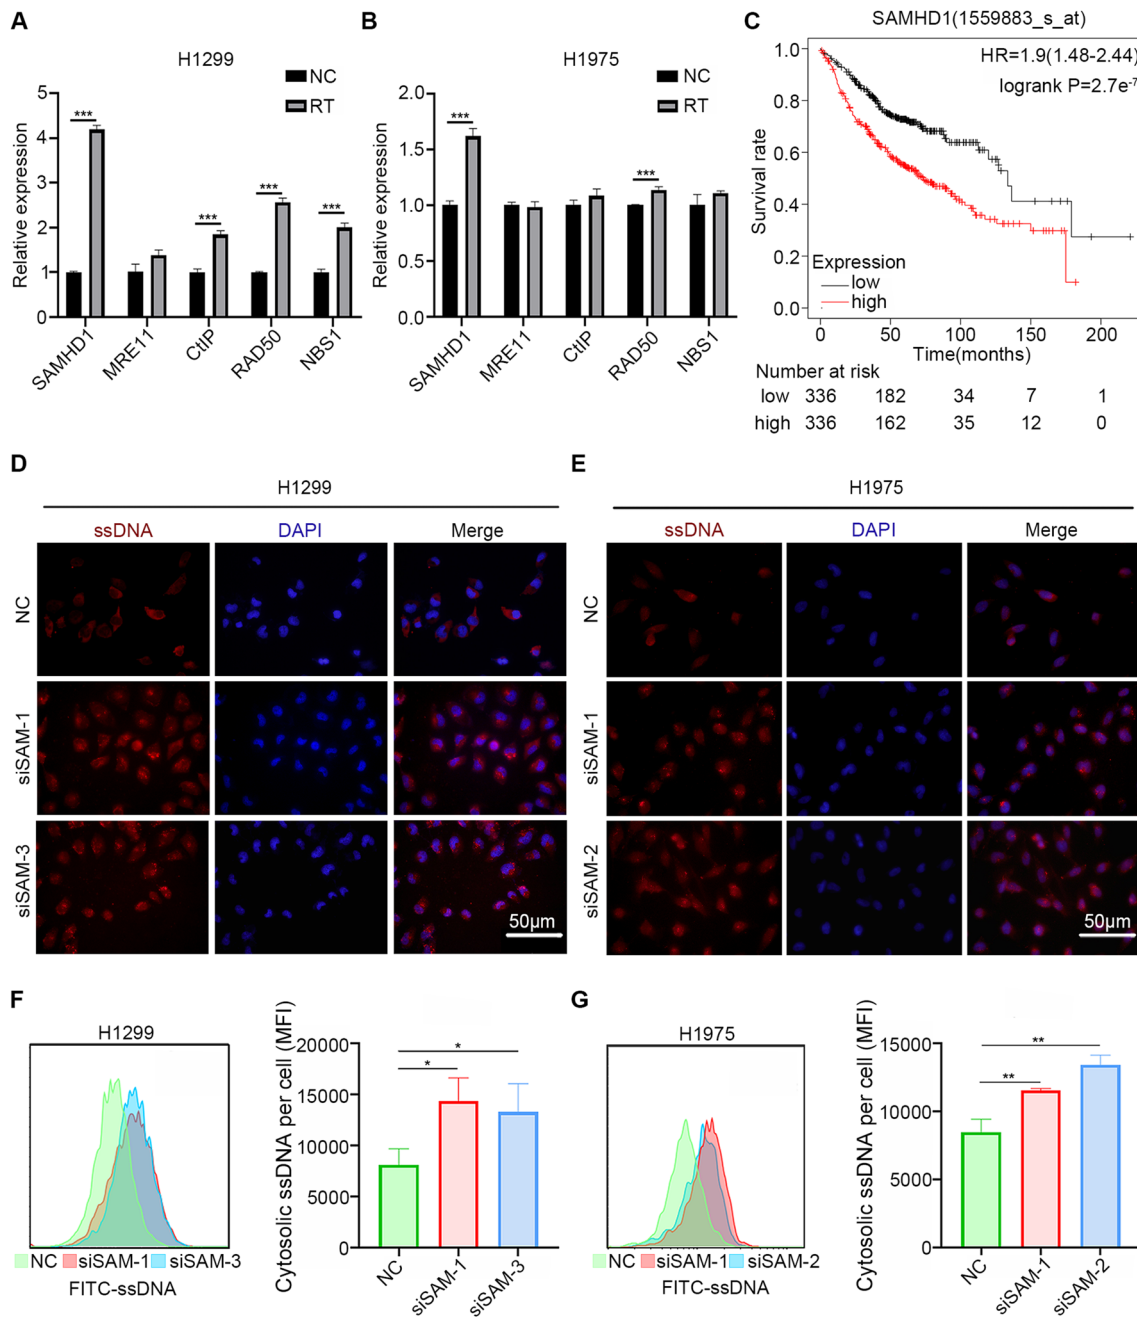 A
H1299
NC
RT
Relative expression
5
4
3
2
1
0
***
***
***
***
SAMHD1
MRE11
CtIP
RAD50
NBS1
B
H1975
NC
RT
Relative expression
2.0
1.5
1.0
0.5
0.0
***
***
SAMHD1
MRE11
CtIP
RAD50
NBS1
C
SAMHD1(1559883_s_at)
HR=1.9(1.48-2.44)
logrank P=2.7e-7
Survival rate
1.0
0.8
0.6
0.4
0.2
0.0
Expression
low
high
0 50 100 150 200
Time(months)
Number at risk
low 336 182 34 7 1
high 336 162 35 12 0
D
H1299
ssDNA DAPI Merge
NC
siSAM-1
siSAM-3
50μm
E
H1975
ssDNA DAPI Merge
NC
siSAM-1
siSAM-2
50μm
F
H1299
NC siSAM-1 siSAM-3
FITC-ssDNA
Cytosolic ssDNA per cell (MFI)
20000
15000
10000
5000
0
*
*
NC
siSAM-1
siSAM-3
G
H1975
NC siSAM-1 siSAM-2
FITC-ssDNA
Cytosolic ssDNA per cell (MFI)
15000
10000
5000
0
**
**
NC
siSAM-1
siSAM-2